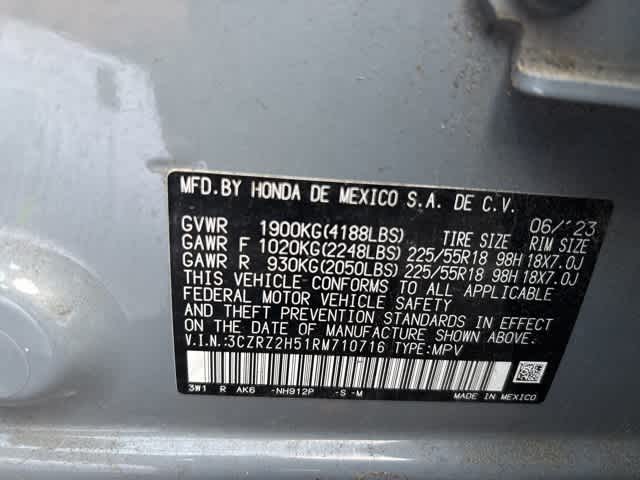 MFD.BY HONDA DE MEXICO S.A. DE C.V.
06/'23
GVWR 1900KG(4188LBS) TIRE SIZE RIM SIZE
GAWR F 1020KG(2248LBS) 225/55R18 98H 18X7.0J
GAWR R 930KG(2050LBS) 225/55R18 98H 18X7.0J
THIS VEHICLE CONFORMS TO ALL APPLICABLE
FEDERAL MOTOR VEHICLE SAFETY
AND THEFT PREVENTION STANDARDS IN EFFECT
ON THE DATE OF MANUFACTURE SHOWN ABOVE.
V.I.N.:3CZRZ2H51RM710716 TYPE:MPV
3W1 R AK6 -NH912P -S -M MADE IN MEXICO